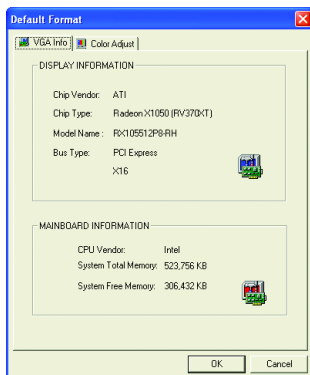 Default Format
VGA Info Color Adjust
DISPLAY INFORMATION
Chip Vendor: ATI
Chip Type: Radeon X1050 (RV370XT)
Model Name : RX105512P8-RH
Bus Type: PCI Express
X16
MAINBOARD INFORMATION
CPU Vendor: Intel
System Total Memory: 523,756 KB
System Free Memory: 306,432 KB
OK Cancel